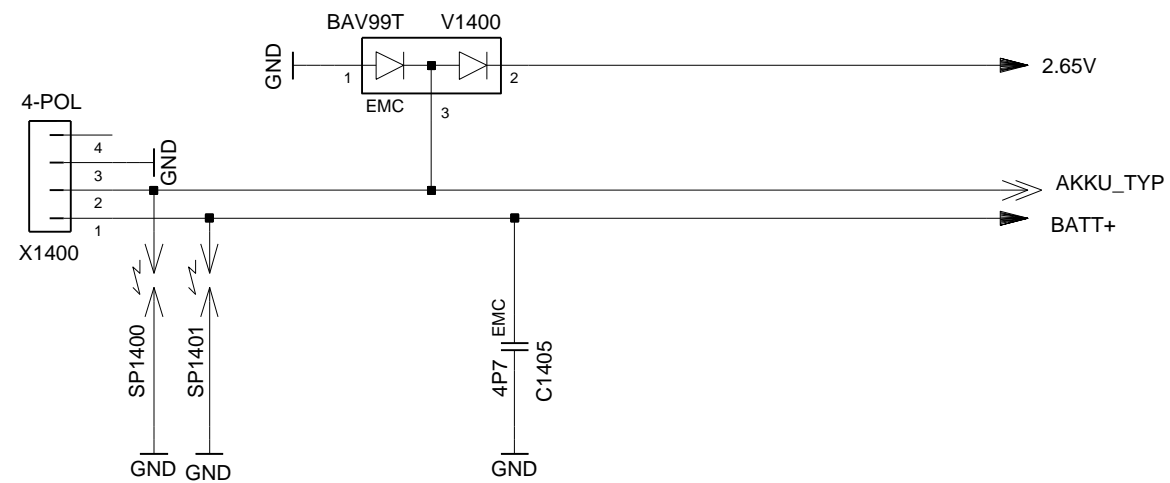 BAV99T V1400
GND
1
2
2.65V
EMC
3
4-POL
4
GND
3
AKKU_TYP
2
BATT+
1
X1400
SP1400
SP1401
EMC
4P7
C1405
GND
GND
GND